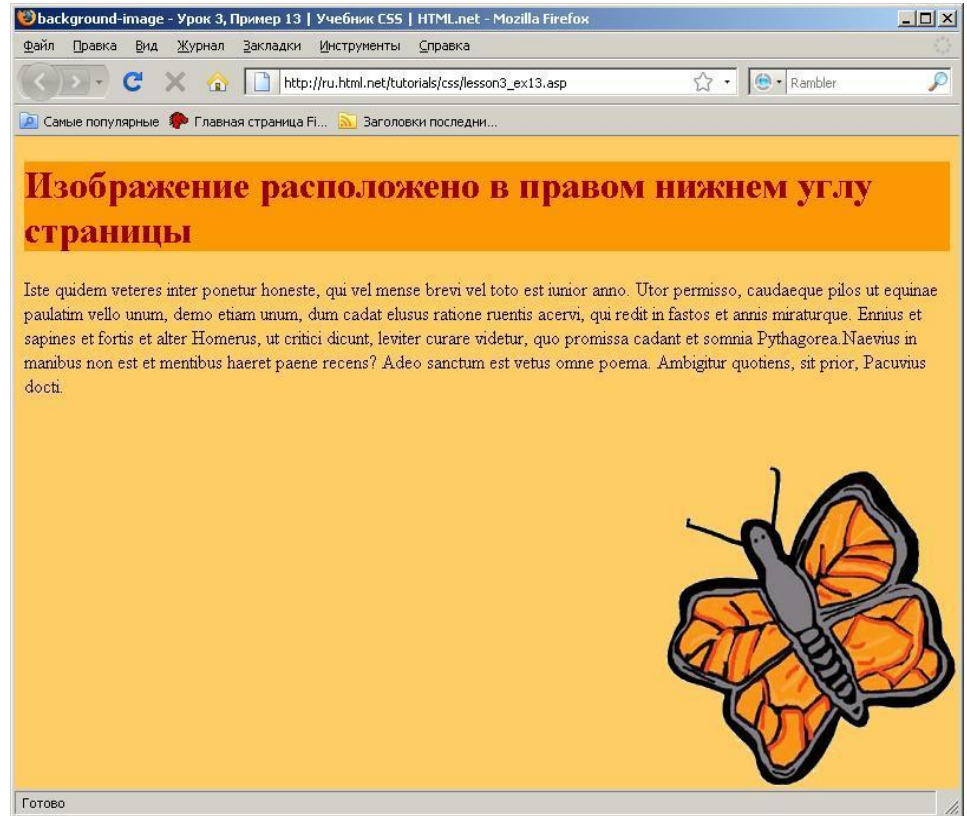 background-image - Урок 3, Пример 13 | Учебник CSS | HTML.net - Mozilla Firefox
Файл Правка Вид Журнал Закладки Инструменты Справка
http://ru.html.net/tutorials/css/lesson3_ex13.asp Rambler
Самые популярные Главная страница Fi... Заголовки последни...
Изображение расположено в правом нижнем углу
страницы
Iste quidem veteres inter ponetur honeste, qui vel mense brevi vel toto est iunior anno. Utor permisso, caudaeque pilos ut equinae
paulatim vello unum, demo etiam unum, dum cadat elusus ratione ruentis acervi, qui redit in fastos et annis miraturque. Ennius et
sapines et fortis et alter Homerus, ut critici dicunt, leviter curare videtur, quo promissa cadant et somnia Pythagorea.Naevius in
manibus non est et mentibus haeret paene recens? Adeo sanctum est vetus omne poema. Ambigitur quotiens, sit prior, Pacuvius
docti.
Готово